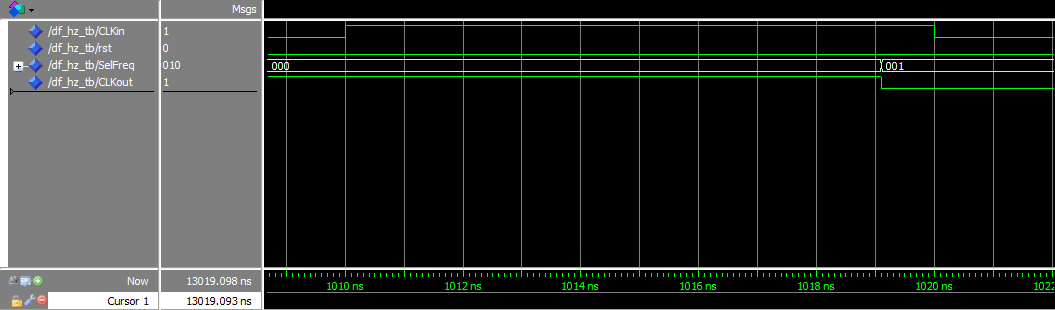 Msgs
/df_hz_tb/CLKin 1
/df_hz_tb/rst 0
/df_hz_tb/SelFreq 010 000 001
/df_hz_tb/CLKout 1
Now 13019.098 ns 1010 ns 1012 ns 1014 ns 1016 ns 1018 ns 1020 ns 1022
Cursor 1 13019.093 ns